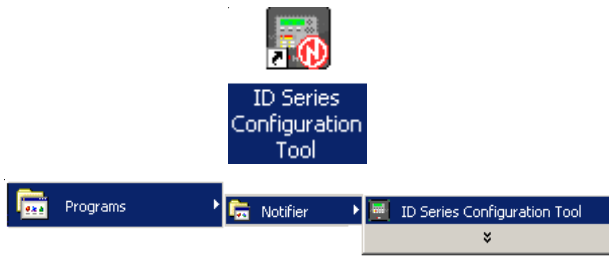 ID Series
Configuration
Tool
Programs Notifier ID Series Configuration Tool